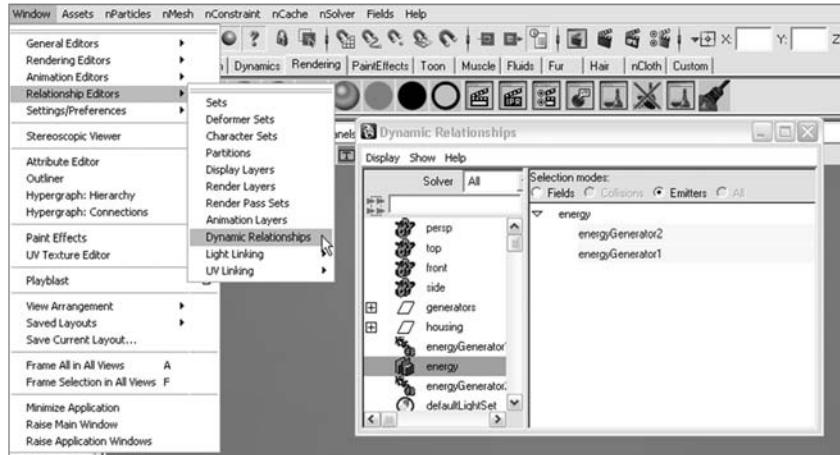 Window Assets nParticles nMesh nConstraint nCache nSolver Fields Help
X: Y: Z
Dynamics Rendering PaintEffects Toon Muscle Fluids Fur Hair nCloth Custom
IPR
General Editors
Rendering Editors
Animation Editors
Relationship Editors
Settings/Preferences
Stereoscopic Viewer
Attribute Editor
Outliner
Hypergraph: Hierarchy
Hypergraph: Connections
Paint Effects
UV Texture Editor
Playblast
View Arrangement
Saved Layouts
Save Current Layout...
Frame All in All Views A
Frame Selection in All Views F
Minimize Application
Raise Main Window
Raise Application Windows
Sets
Deformer Sets
Character Sets
Partitions
Display Layers
Render Layers
Render Pass Sets
Animation Layers
Dynamic Relationships
Light Linking
UV Linking
anels
Dynamic Relationships
Display Show Help
Solver All
persp
top
front
side
generators
housing
energyGenerator
energy
energyGenerator
defaultLightSet
Selection modes:
Fields Collisions Emitters All
energy
energyGenerator2
energyGenerator1